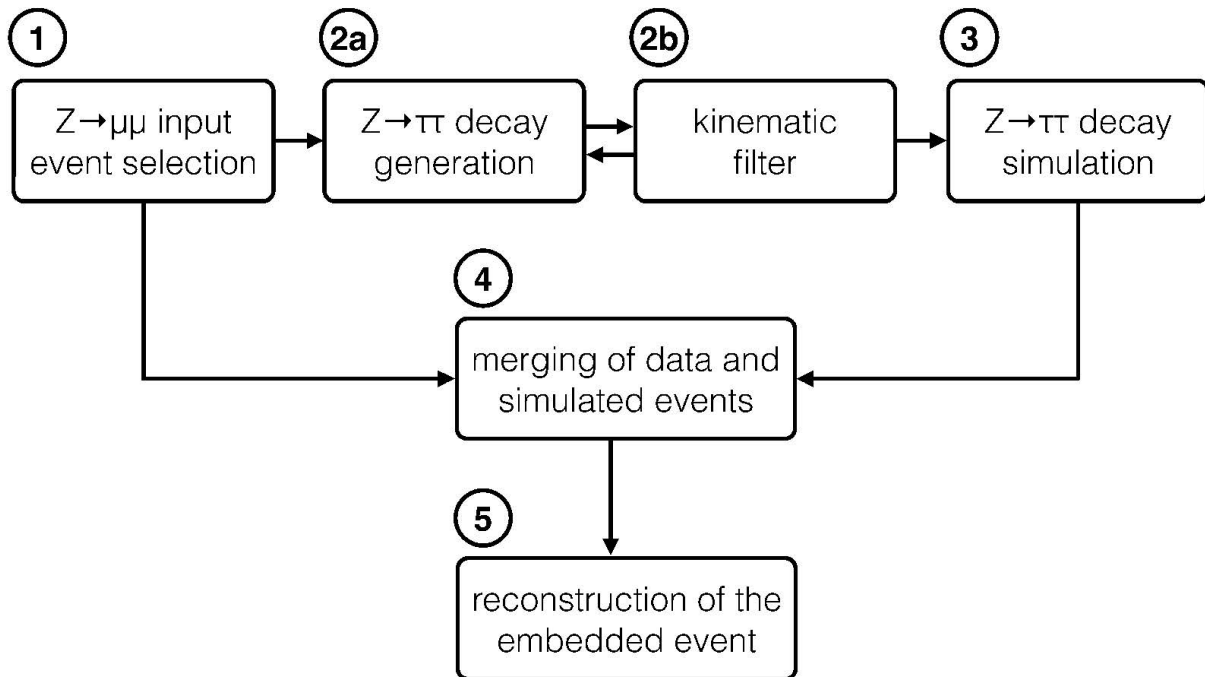 1
Z→μμ input
event selection
2a
Z→ττ decay
generation
2b
kinematic
filter
3
Z→ττ decay
simulation
4
merging of data and
simulated events
5
reconstruction of the
embedded event